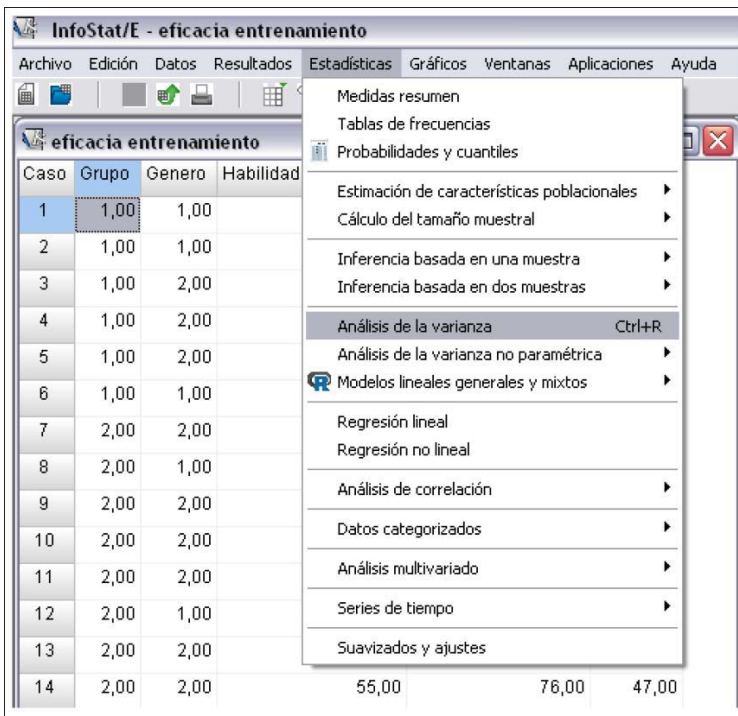 InfoStat/E - eficacia entrenamiento
Archivo Edición Datos Resultados Estadísticas Gráficos Ventanas Aplicaciones Ayuda
Medidas resumen
Tablas de frecuencias
Probabilidades y cuantiles
Estimación de características poblacionales
Cálculo del tamaño muestral
Inferencia basada en una muestra
Inferencia basada en dos muestras
Análisis de la varianza Ctrl+R
Análisis de la varianza no paramétrica
Modelos lineales generales y mixtos
Regresión lineal
Regresión no lineal
Análisis de correlación
Datos categorizados
Análisis multivariado
Series de tiempo
Suavizados y ajustes
eficacia entrenamiento
Caso Grupo Genero Habilidad
1 1,00 1,00
2 1,00 1,00
3 1,00 2,00
4 1,00 2,00
5 1,00 2,00
6 1,00 1,00
7 2,00 2,00
8 2,00 1,00
9 2,00 2,00
10 2,00 2,00
11 2,00 2,00
12 2,00 1,00
13 2,00 2,00
14 2,00 2,00 55,00 76,00 47,00